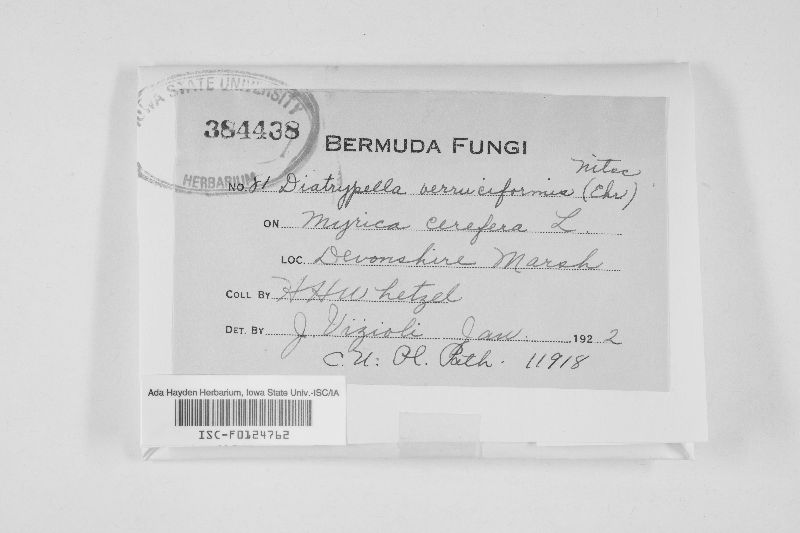 IOWA STATE UNIVERSITY
384438
HERBARIUM
BERMUDA FUNGI
Nitsc
No. 21 Diatrypella verruciformis (Ehr)
ON Myrica cerefera L.
LOC. Devonshire Marsh
COLL BY H H Whetzel
DET. BY J Vizioli Jan. 1922
C.U. Pl. Path. 11918
Ada Hayden Herbarium, Iowa State Univ.-ISC/IA
ISC-F0124762